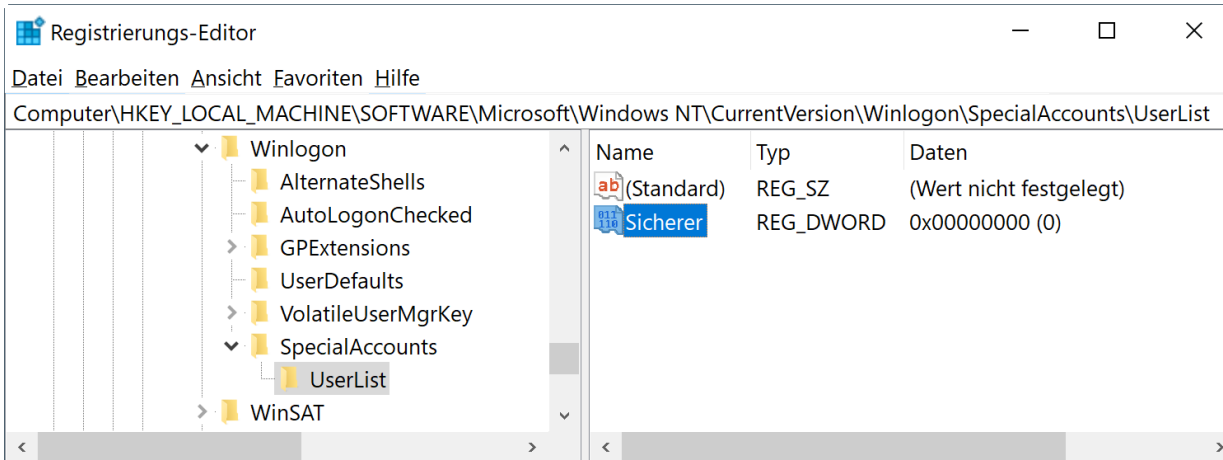 Registrierungs-Editor
Datei Bearbeiten Ansicht Favoriten Hilfe
Computer\HKEY_LOCAL_MACHINE\SOFTWARE\Microsoft\Windows NT\CurrentVersion\Winlogon\SpecialAccounts\UserList
Winlogon
AlternateShells
AutoLogonChecked
GPExtensions
UserDefaults
VolatileUserMgrKey
SpecialAccounts
UserList
WinSAT
Name Typ Daten
ab (Standard) REG_SZ (Wert nicht festgelegt)
011 110 Sicherer REG_DWORD 0x00000000 (0)